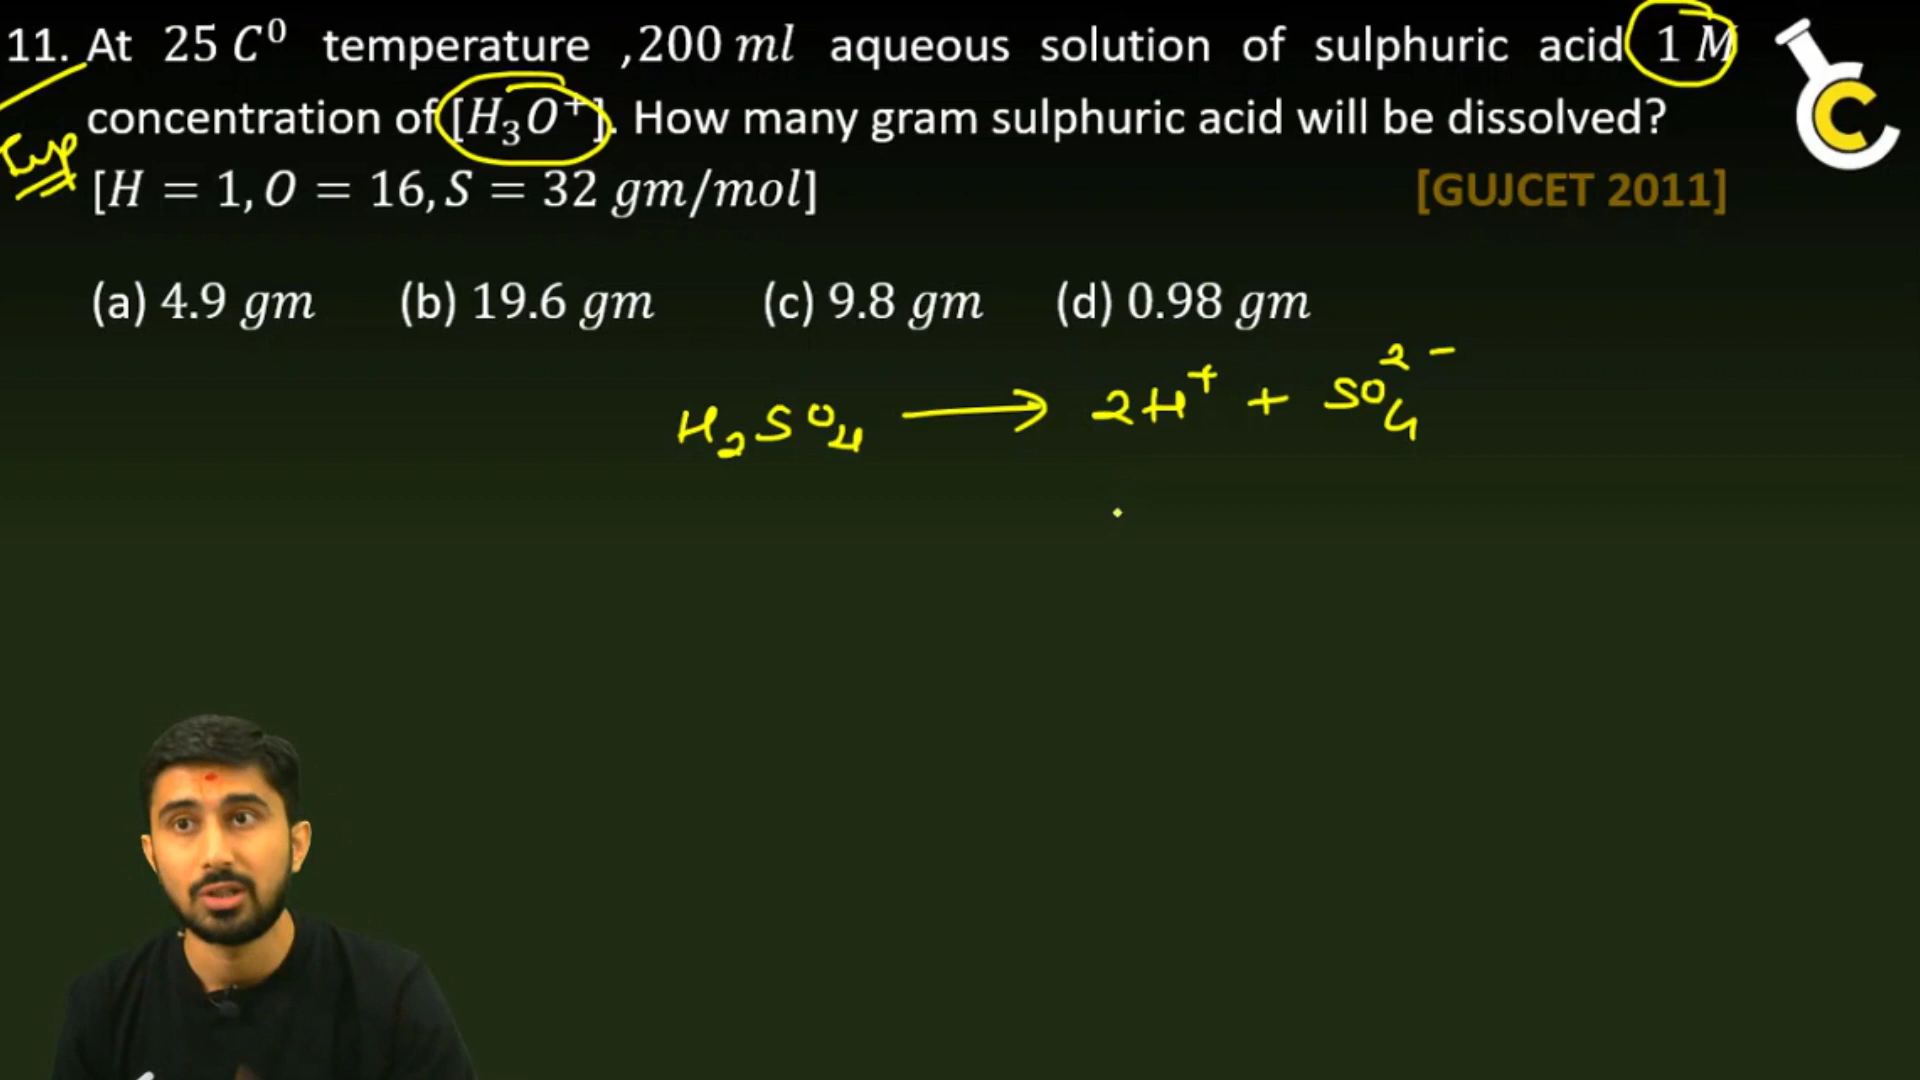 11. At 25 C⁰ temperature ,200 ml aqueous solution of sulphuric acid 1 M
concentration of [H₃O⁺]. How many gram sulphuric acid will be dissolved?
Imp
[H = 1, O = 16, S = 32 gm/mol] [GUJCET 2011]
(a) 4.9 gm (b) 19.6 gm (c) 9.8 gm (d) 0.98 gm
H₂SO₄ ⟶ 2H⁺ + SO₄²⁻